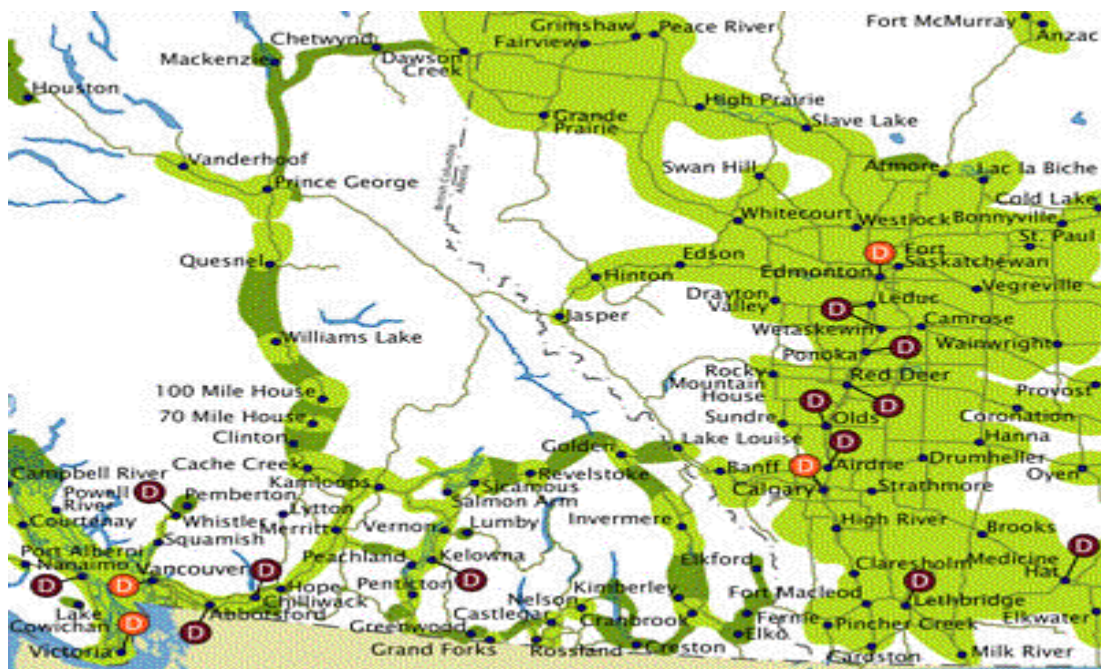 Grimshaw
Peace River
Fort McMurray
Anzac
Chetwynd
Fairview
Mackenzie
Dawson
Creek
Houston
High Prairie
Grande
Prairie
Slave Lake
Vanderhoof
Swan Hill
Atmore
Lac la Biche
Prince George
British Columbia
Alberta
Cold Lake
Whitecourt
Westlock
Bonnyville
D
Fort
Saskatchewan
St. Paul
Quesnel
Edson
Hinton
Edmonton
Vegreville
Drayton
Valley
Leduc
D
Jasper
Wetaskewin
Camrose
Williams Lake
Ponoka
D
Wainwright
Rocky
Mountain
House
Red Deer
Provost
100 Mile House
D
D
70 Mile House
Sundre
Olds
Coronation
Clinton
Golden
Lake Louise
D
Hanna
Cache Creek
Revelstoke
Banff
D
Airdrie
Drumheller
Oyen
Campbell River
Kamloops
Sicamous
Calgary
Strathmore
D
Powell
River
Pemberton
Salmon Arm
Courtenay
Whistler
Lytton
Merritt
Vernon
Lumby
Invermere
High River
Brooks
Squamish
Port Alberni
Peachland
Kelowna
Elkford
Claresholm
Medicine
Hat
D
Nanaimo
Vancouver
D
D
D
D
Hope
Penticton
D
Kimberley
Fort Macleod
D
Lethbridge
Chilliwack
Nelson
Lake
Cowichan
Abbotsford
Castlegar
Cranbrook
Fernie
Elkwater
D
D
Greenwood
Elko
Pincher Creek
Victoria
Grand Forks
Rossland
Creston
Cardston
Milk River